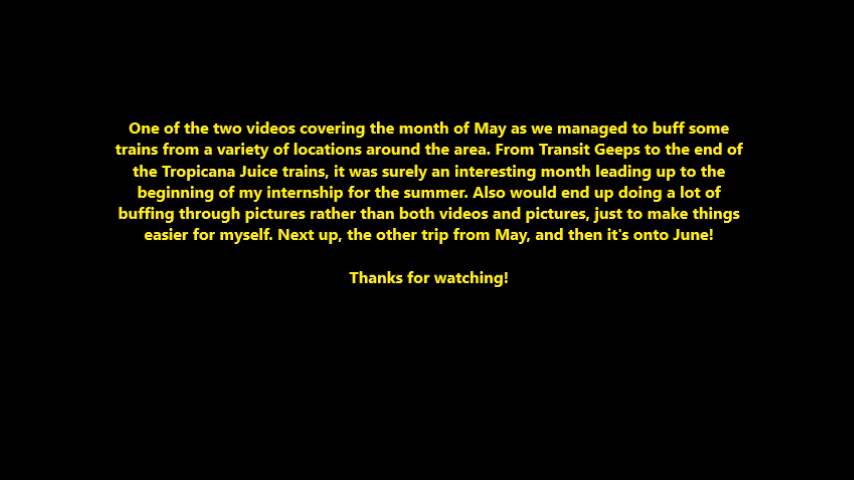 One of the two videos covering the month of May as we managed to buff some
trains from a variety of locations around the area. From Transit Geeps to the end of
the Tropicana Juice trains, it was surely an interesting month leading up to the
beginning of my internship for the summer. Also would end up doing a lot of
buffing through pictures rather than both videos and pictures, just to make things
easier for myself. Next up, the other trip from May, and then it's onto June!
Thanks for watching!